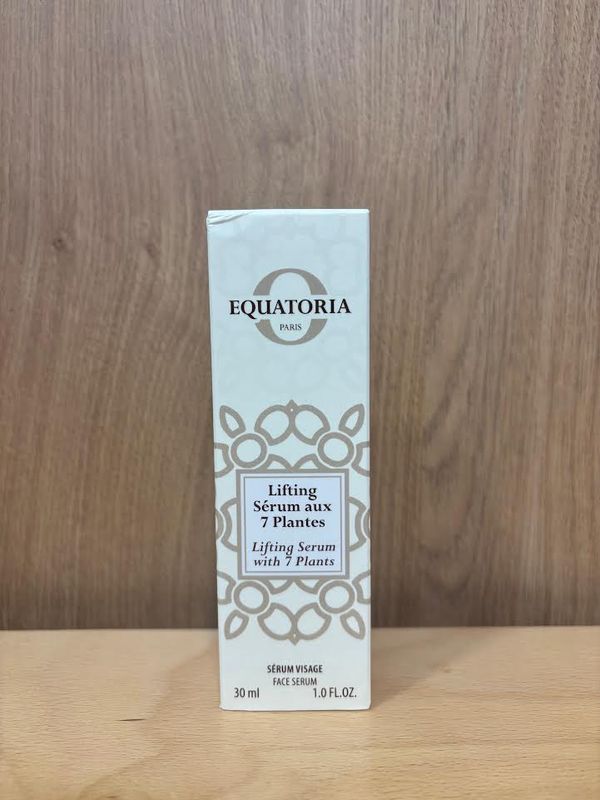 EQUATORIA
PARIS
Lifting
Sérum aux
7 Plantes
Lifting Serum
with 7 Plants
SÉRUM VISAGE
FACE SERUM
30 ml 1.0 FL.OZ.